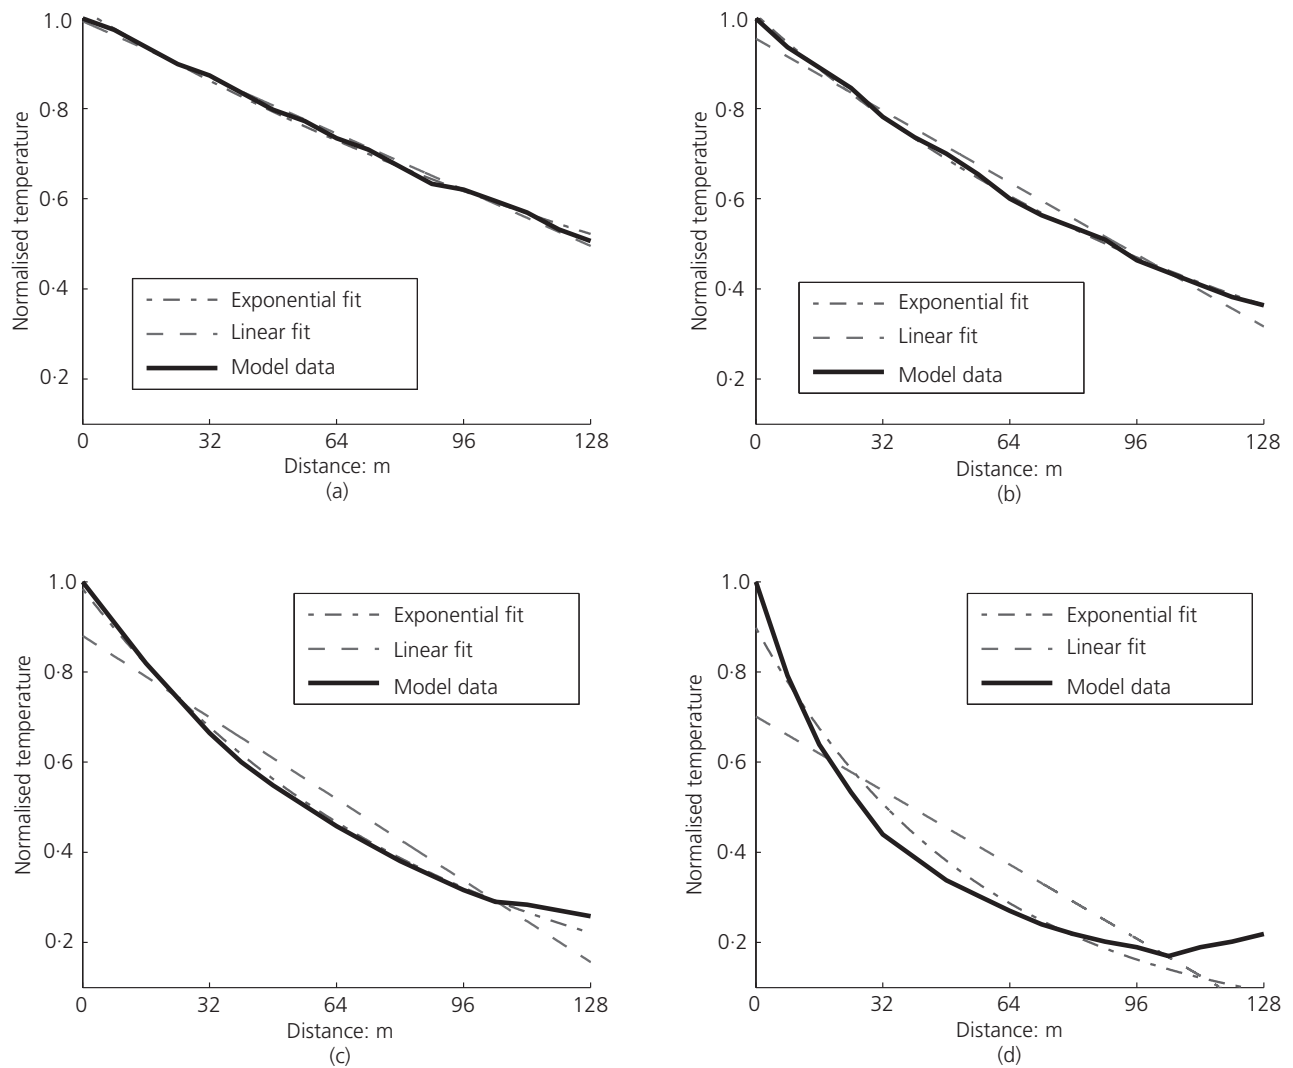 1.0
0·8
0·6
0·4
0·2
Normalised temperature
Exponential fit
Linear fit
Model data
0 32 64 96 128
Distance: m
(a)
1.0
0·8
0·6
0·4
0·2
Normalised temperature
Exponential fit
Linear fit
Model data
0 32 64 96 128
Distance: m
(b)
1.0
0·8
0·6
0·4
0·2
Normalised temperature
Exponential fit
Linear fit
Model data
0 32 64 96 128
Distance: m
(c)
1.0
0·8
0·6
0·4
0·2
Normalised temperature
Exponential fit
Linear fit
Model data
0 32 64 96 128
Distance: m
(d)